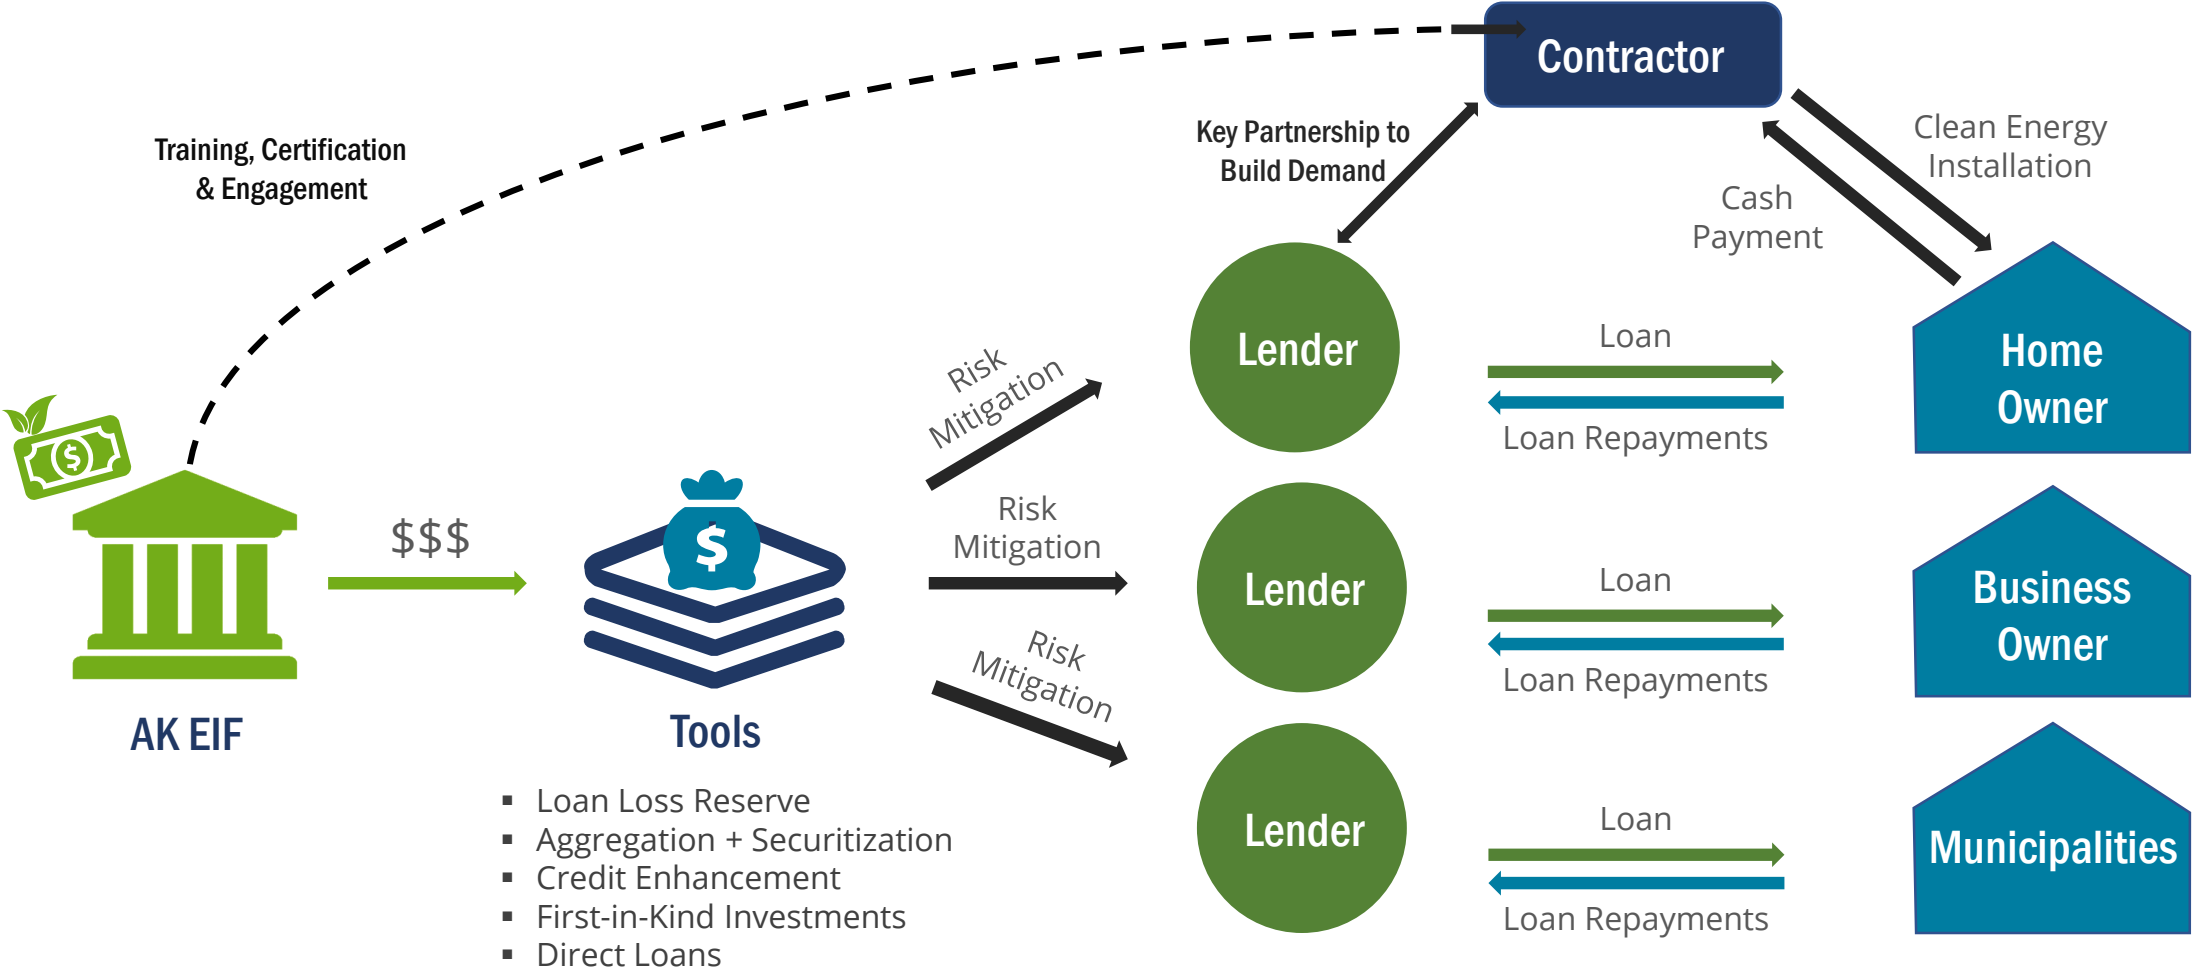 Contractor
Training, Certification
& Engagement
Key Partnership to
Build Demand
Clean Energy
Installation
Cash
Payment
$
$$$
AK EIF
$
Tools
▪ Loan Loss Reserve
▪ Aggregation + Securitization
▪ Credit Enhancement
▪ First-in-Kind Investments
▪ Direct Loans
Risk
Mitigation
Risk
Mitigation
Risk
Mitigation
Lender
Loan
Loan Repayments
Home
Owner
Lender
Loan
Loan Repayments
Business
Owner
Lender
Loan
Loan Repayments
Municipalities